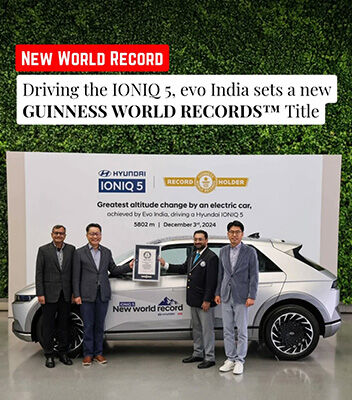 New World Record
Driving the IONIQ 5, evo India sets a new
GUINNESS WORLD RECORDS™ Title
HYUNDAI
IONIQ 5
RECORD HOLDER
Greatest altitude change by an electric car,
achieved by Evo India, driving a Hyundai IONIQ 5
5802 m | December 3rd, 2024
IONIQ 5
New world record